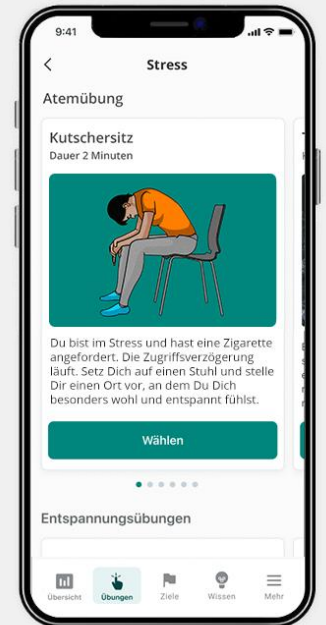 9:41
Stress
Atemübung
Kutschersitz
Dauer 2 Minuten
Du bist im Stress und hast eine Zigarette
angefordert. Die Zugriffsverzögerung
läuft. Setz Dich auf einen Stuhl und stelle
Dir einen Ort vor, an dem Du Dich
besonders wohl und entspannt fühlst.
Wählen
Entspannungsübungen
Übersicht
Übungen
Ziele
Wissen
Mehr